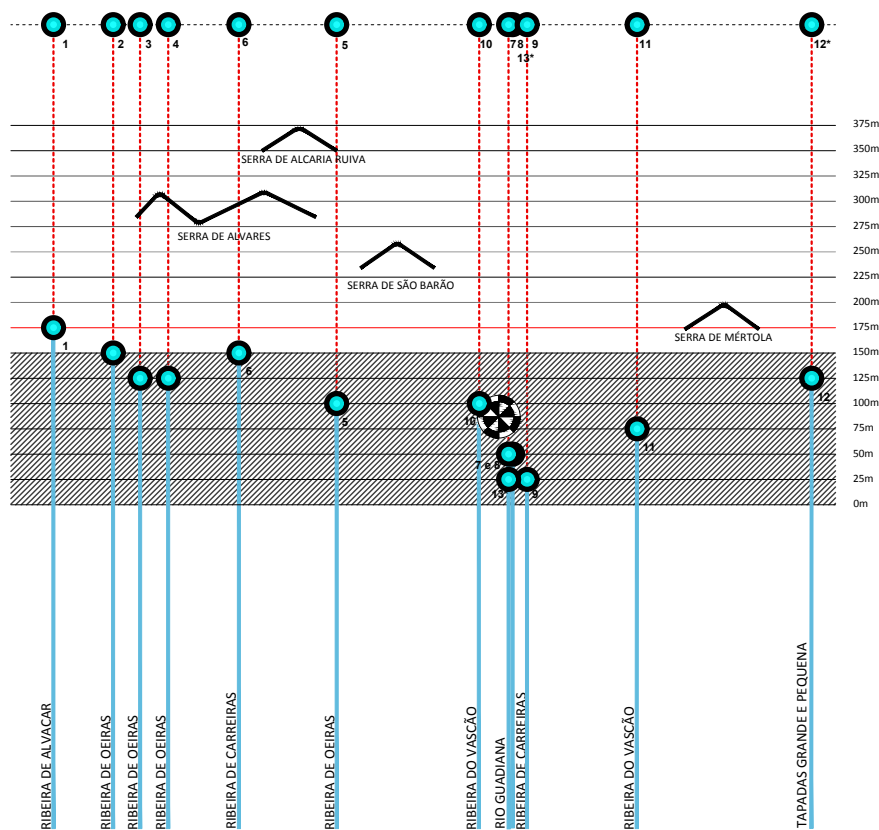 1
2
3
4
6
5
10
7
8
9
13*
11
12*
375m
350m
SERRA DE ALCARIA RUIVA
325m
300m
275m
SERRA DE ALVARES
250m
225m
SERRA DE SÃO BARÃO
200m
175m
SERRA DE MÉRTOLA
1
150m
6
125m
12
100m
5
10
75m
11
50m
7 e 8
25m
13
9
0m
RIBEIRA DE ALVACAR
RIBEIRA DE OEIRAS
RIBEIRA DE OEIRAS
RIBEIRA DE OEIRAS
RIBEIRA DE CARREIRAS
RIBEIRA DE OEIRAS
RIBEIRA DO VASCÃO
RIO GUADIANA
RIBEIRA DE CARREIRAS
RIBEIRA DO VASCÃO
TAPADAS GRANDE E PEQUENA